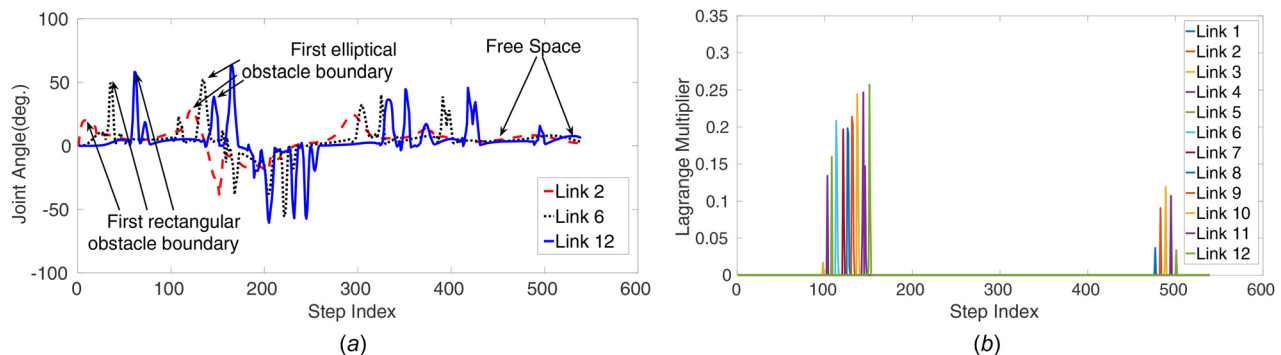 100
50
0
-50
-100
Joint Angle(deg.)
First elliptical
obstacle boundary
Free Space
First rectangular
obstacle boundary
Link 2
Link 6
Link 12
0 100 200 300 400 500 600
Step Index
(a)
0.35
0.3
0.25
0.2
0.15
0.1
0.05
0
Lagrange Multiplier
Link 1
Link 2
Link 3
Link 4
Link 5
Link 6
Link 7
Link 8
Link 9
Link 10
Link 11
Link 12
0 100 200 300 400 500 600
Step Index
(b)